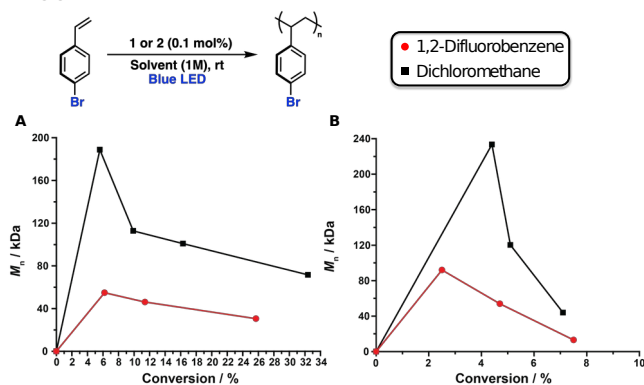 1 or 2 (0.1 mol%)
Solvent (1M), rt
Blue LED
Br
n
Br
1,2-Difluorobenzene
Dichloromethane
A
200
160
120
80
40
0
0 2 4 6 8 10 12 14 16 18 20 22 24 26 28 30 32 34
Mn / kDa
Conversion / %
B
240
200
160
120
80
40
0
0 2 4 6 8 10
Mn / kDa
Conversion / %